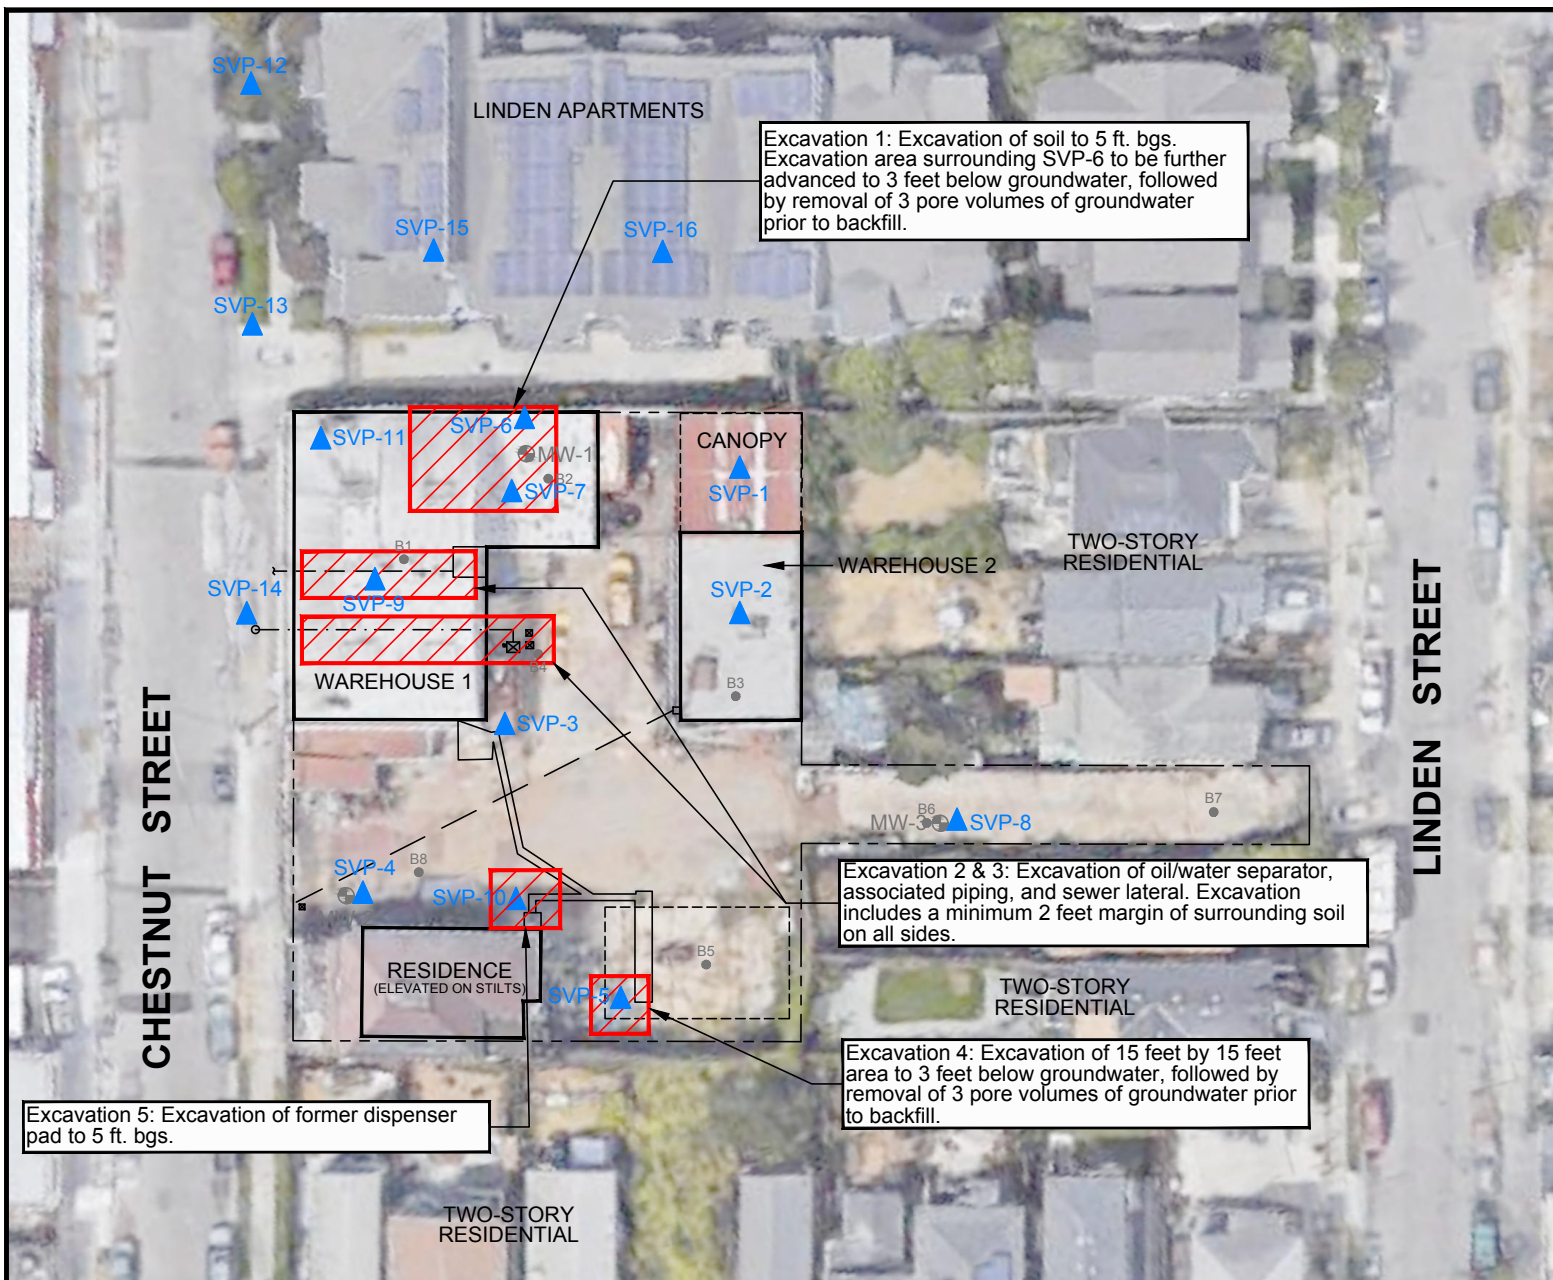 SVP-12
LINDEN APARTMENTS
Excavation 1: Excavation of soil to 5 ft. bgs.
Excavation area surrounding SVP-6 to be further
advanced to 3 feet below groundwater, followed
by removal of 3 pore volumes of groundwater
prior to backfill.
SVP-15
SVP-16
SVP-13
SVP-6
SVP-11
MW-1
B2
SVP-7
CANOPY
SVP-1
B1
SVP-9
SVP-14
WAREHOUSE 2
SVP-2
TWO-STORY
RESIDENTIAL
B4
WAREHOUSE 1
B3
SVP-3
CHESTNUT STREET
LINDEN STREET
B6
MW-3
SVP-8
B7
B8
SVP-4
SVP-10
Excavation 2 & 3: Excavation of oil/water separator,
associated piping, and sewer lateral. Excavation
includes a minimum 2 feet margin of surrounding soil
on all sides.
RESIDENCE
(ELEVATED ON STILTS)
B5
SVP-5
TWO-STORY
RESIDENTIAL
Excavation 4: Excavation of 15 feet by 15 feet
area to 3 feet below groundwater, followed by
removal of 3 pore volumes of groundwater prior
to backfill.
Excavation 5: Excavation of former dispenser
pad to 5 ft. bgs.
TWO-STORY
RESIDENTIAL